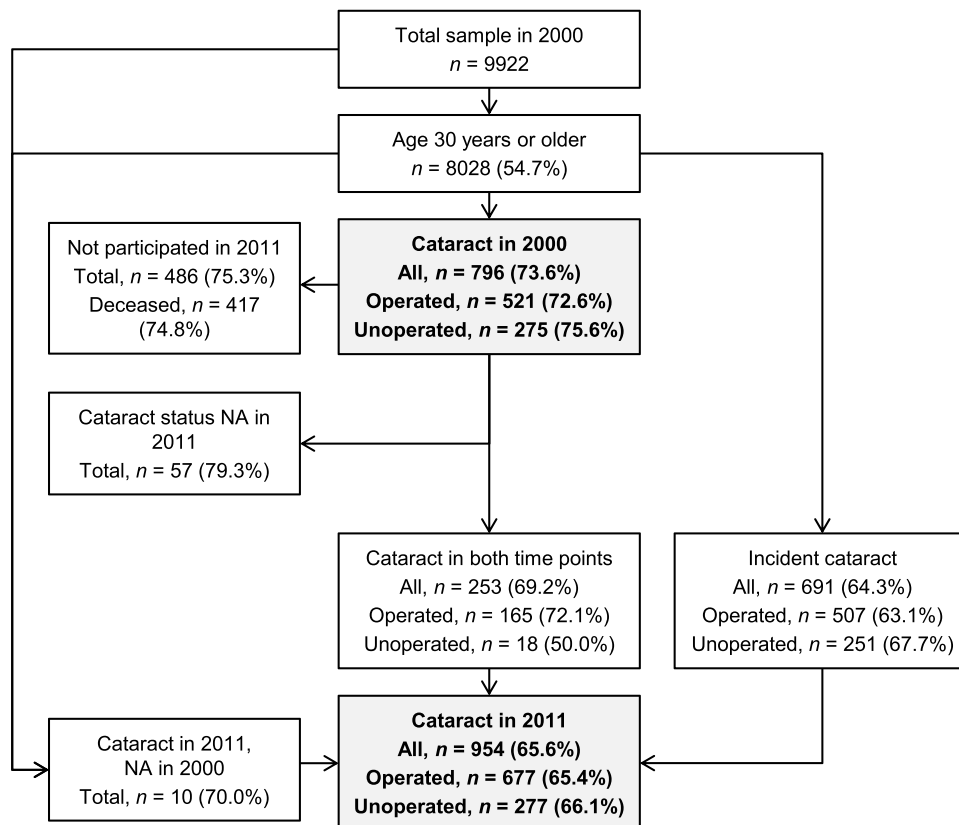 Total sample in 2000
n = 9922
Age 30 years or older
n = 8028 (54.7%)
Cataract in 2000
All, n = 796 (73.6%)
Operated, n = 521 (72.6%)
Unoperated, n = 275 (75.6%)
Not participated in 2011
Total, n = 486 (75.3%)
Deceased, n = 417
(74.8%)
Cataract status NA in
2011
Total, n = 57 (79.3%)
Cataract in both time points
All, n = 253 (69.2%)
Operated, n = 165 (72.1%)
Unoperated, n = 18 (50.0%)
Incident cataract
All, n = 691 (64.3%)
Operated, n = 507 (63.1%)
Unoperated, n = 251 (67.7%)
Cataract in 2011,
NA in 2000
Total, n = 10 (70.0%)
Cataract in 2011
All, n = 954 (65.6%)
Operated, n = 677 (65.4%)
Unoperated, n = 277 (66.1%)